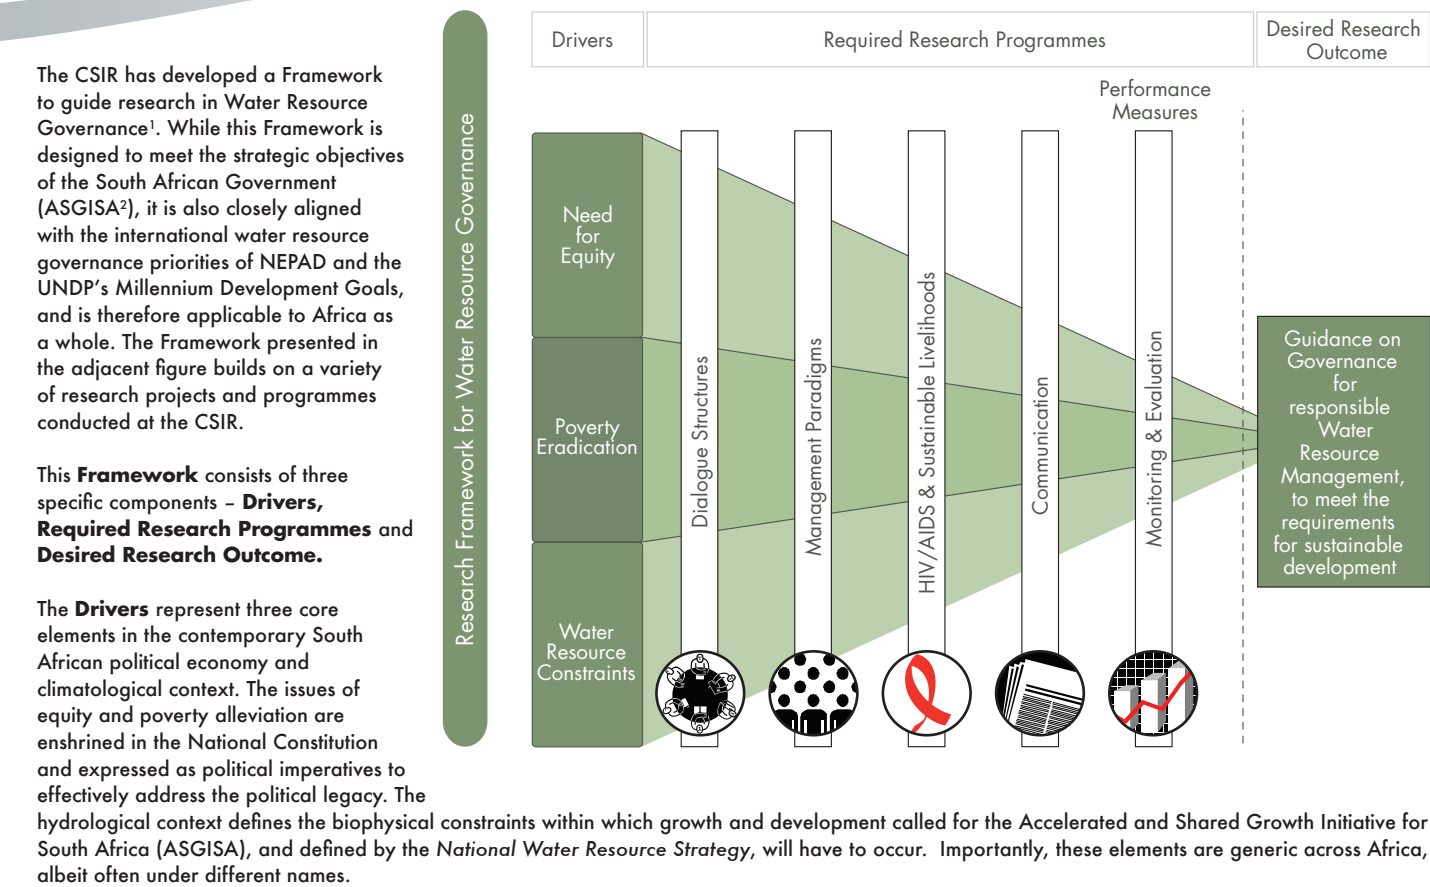 The CSIR has developed a Framework
to guide research in Water Resource
Governance¹. While this Framework is
designed to meet the strategic objectives
of the South African Government
(ASGISA²), it is also closely aligned
with the international water resource
governance priorities of NEPAD and the
UNDP's Millennium Development Goals,
and is therefore applicable to Africa as
a whole. The Framework presented in
the adjacent figure builds on a variety
of research projects and programmes
conducted at the CSIR.
This Framework consists of three
specific components – Drivers,
Required Research Programmes and
Desired Research Outcome.
The Drivers represent three core
elements in the contemporary South
African political economy and
climatological context. The issues of
equity and poverty alleviation are
enshrined in the National Constitution
and expressed as political imperatives to
effectively address the political legacy. The
hydrological context defines the biophysical constraints within which growth and development called for the Accelerated and Shared Growth Initiative for
South Africa (ASGISA), and defined by the National Water Resource Strategy, will have to occur. Importantly, these elements are generic across Africa,
albeit often under different names.
Research Framework for Water Resource Governance
Drivers
Required Research Programmes
Desired Research
Outcome
Performance
Measures
Need
for
Equity
Poverty
Eradication
Water
Resource
Constraints
Dialogue Structures
Management Paradigms
HIV/AIDS & Sustainable Livelihoods
Communication
Monitoring & Evaluation
Guidance on
Governance
for
responsible
Water
Resource
Management,
to meet the
requirements
for sustainable
development